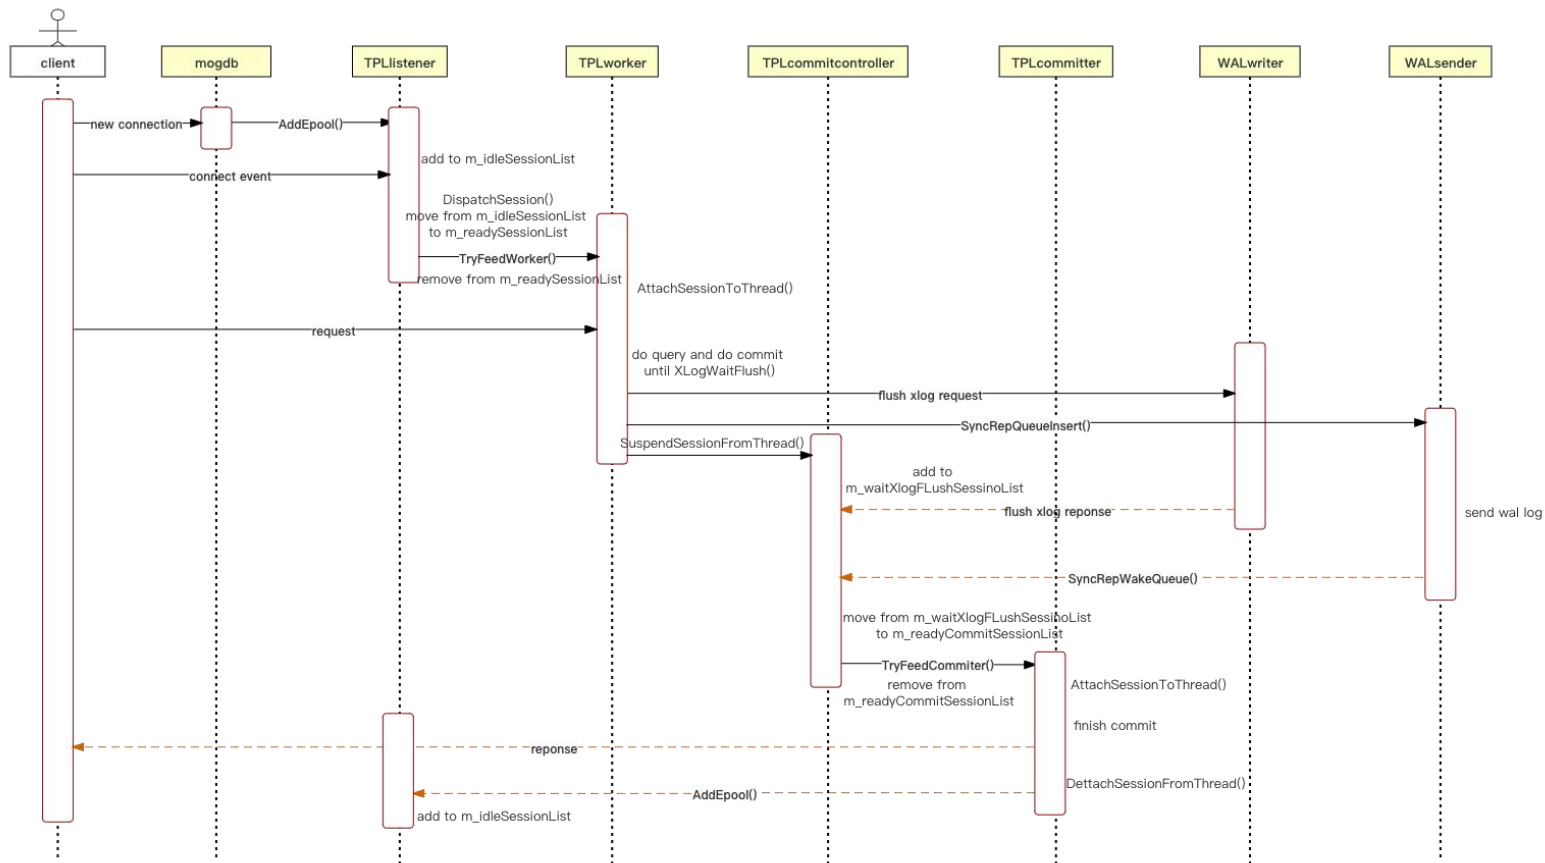 client
mogdb
TPLlistener
TPLworker
TPLcommitcontroller
TPLcommitter
WALwriter
WALsender
new connection
AddEpool()
add to m_idleSessionList
connect event
DispatchSession()
move from m_idleSessionList
to m_readySessionList
TryFeedWorker()
remove from m_readySessionList
AttachSessionToThread()
request
do query and do commit
until XLogWaitFlush()
flush xlog request
SyncRepQueueInsert()
SuspendSessionFromThread()
add to
m_waitXlogFLushSessinoList
flush xlog reponse
send wal log
SyncRepWakeQueue()
move from m_waitXlogFLushSessinoList
to m_readyCommitSessionList
TryFeedCommiter()
remove from
m_readyCommitSessionList
AttachSessionToThread()
finish commit
reponse
DettachSessionFromThread()
AddEpool()
add to m_idleSessionList